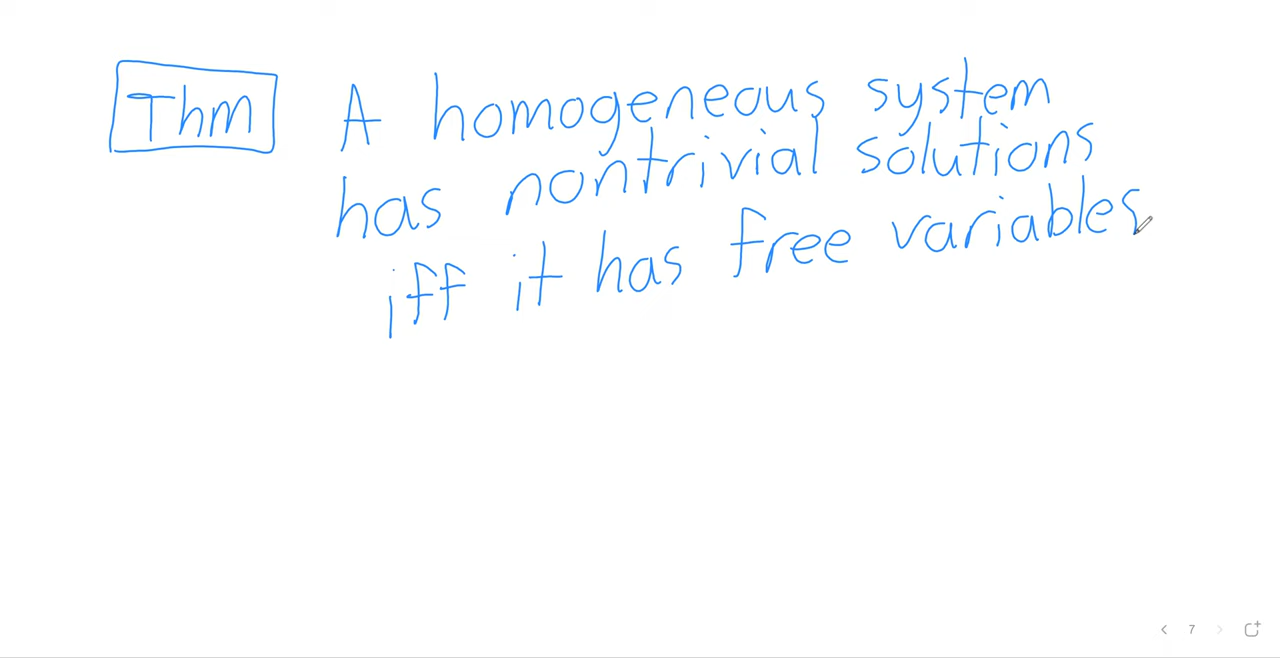 Thm A homogeneous system
has nontrivial solutions
iff it has free variables
7